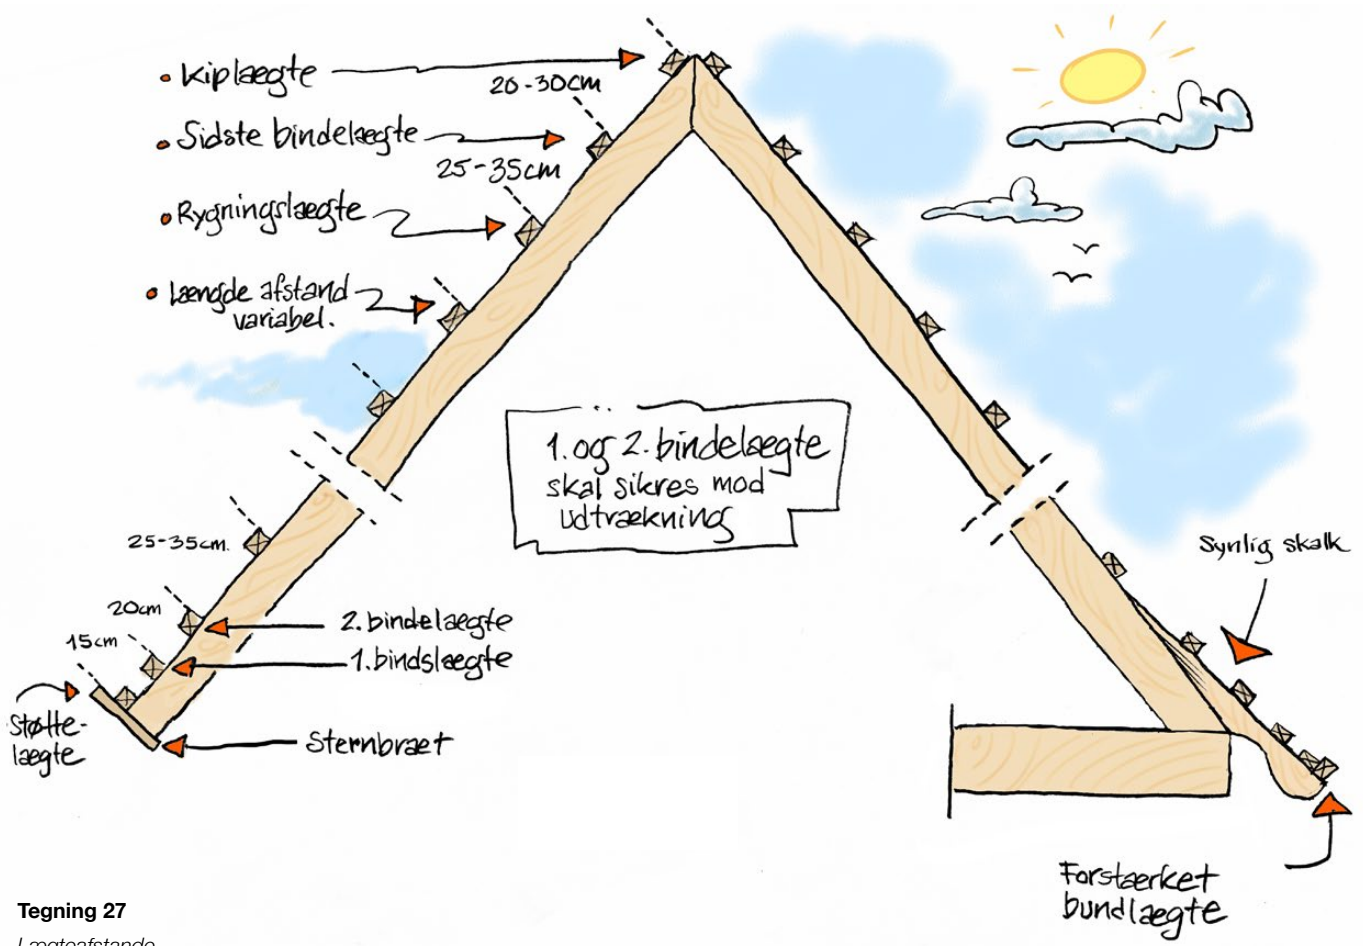 • Kiplægte
20-30cm
• Sidste bindelægte
25-35cm
• Rygningslægte
• Længde afstand
variabel.
1. og 2. bindelægte
skal sikres mod
udtrækning
25-35cm.
20cm
15cm
2. bindelægte
1. bindslægte
Støtte-
lægte
Sternbræt
Synlig skalk
Forstærket
bundlægte
Tegning 27
Lægteafstande